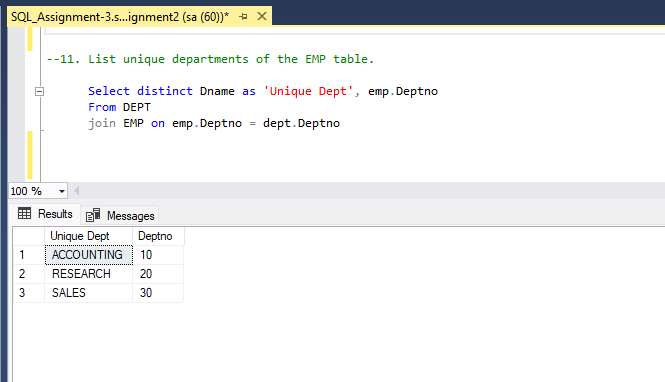 SQL_Assignment-3.s...ignment2 (sa (60))*
--11. List unique departments of the EMP table.
Select distinct Dname as 'Unique Dept', emp.Deptno
From DEPT
join EMP on emp.Deptno = dept.Deptno
100 %
Results Messages
Unique Dept Deptno
1 ACCOUNTING 10
2 RESEARCH 20
3 SALES 30